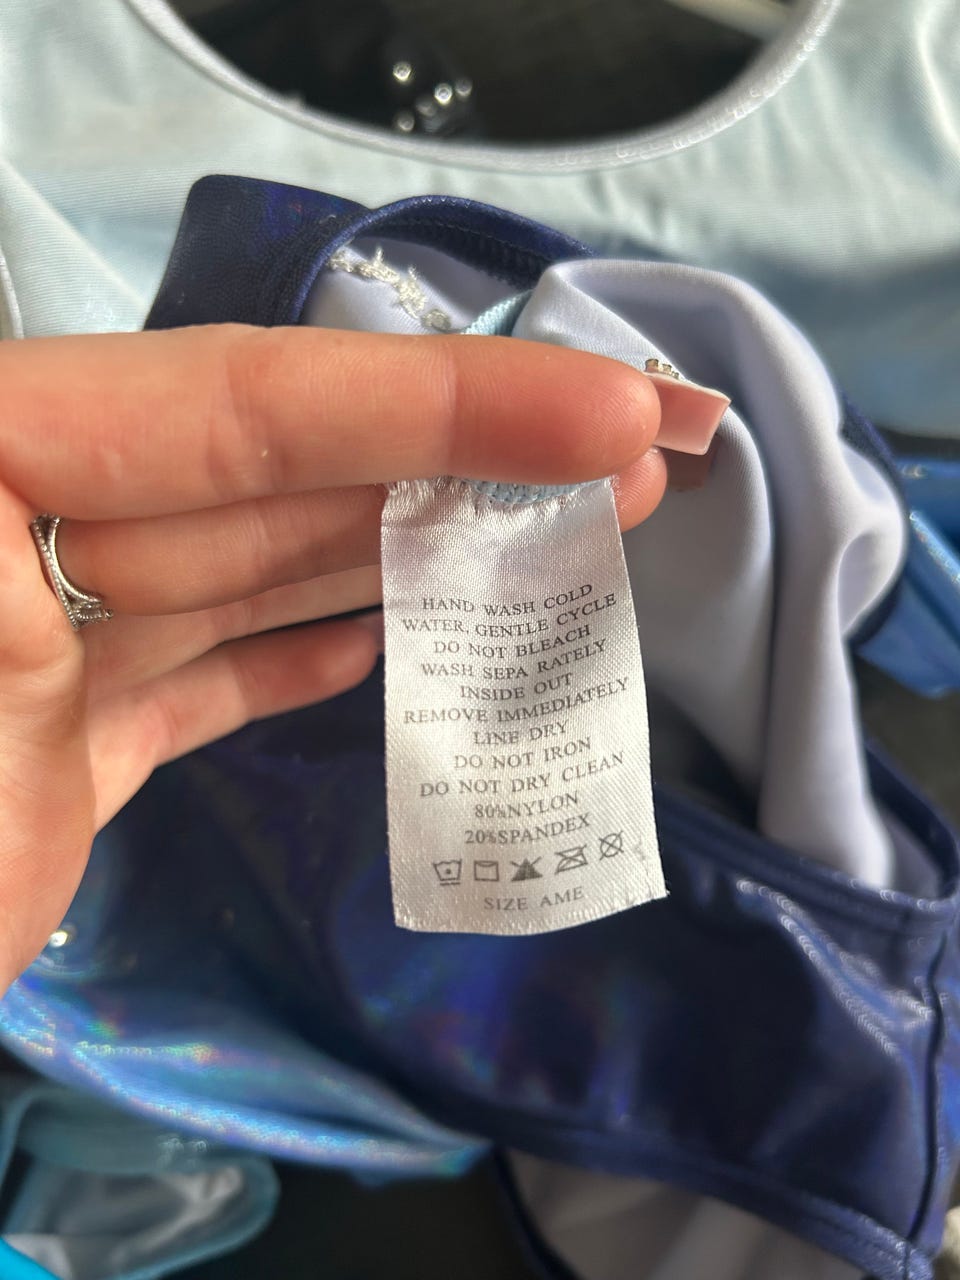 HAND WASH COLD
WATER, GENTLE CYCLE
DO NOT BLEACH
WASH SEPA RATELY
INSIDE OUT
REMOVE IMMEDIATELY
LINE DRY
DO NOT IRON
DO NOT DRY CLEAN
80%NYLON
20%SPANDEX
SIZE AME